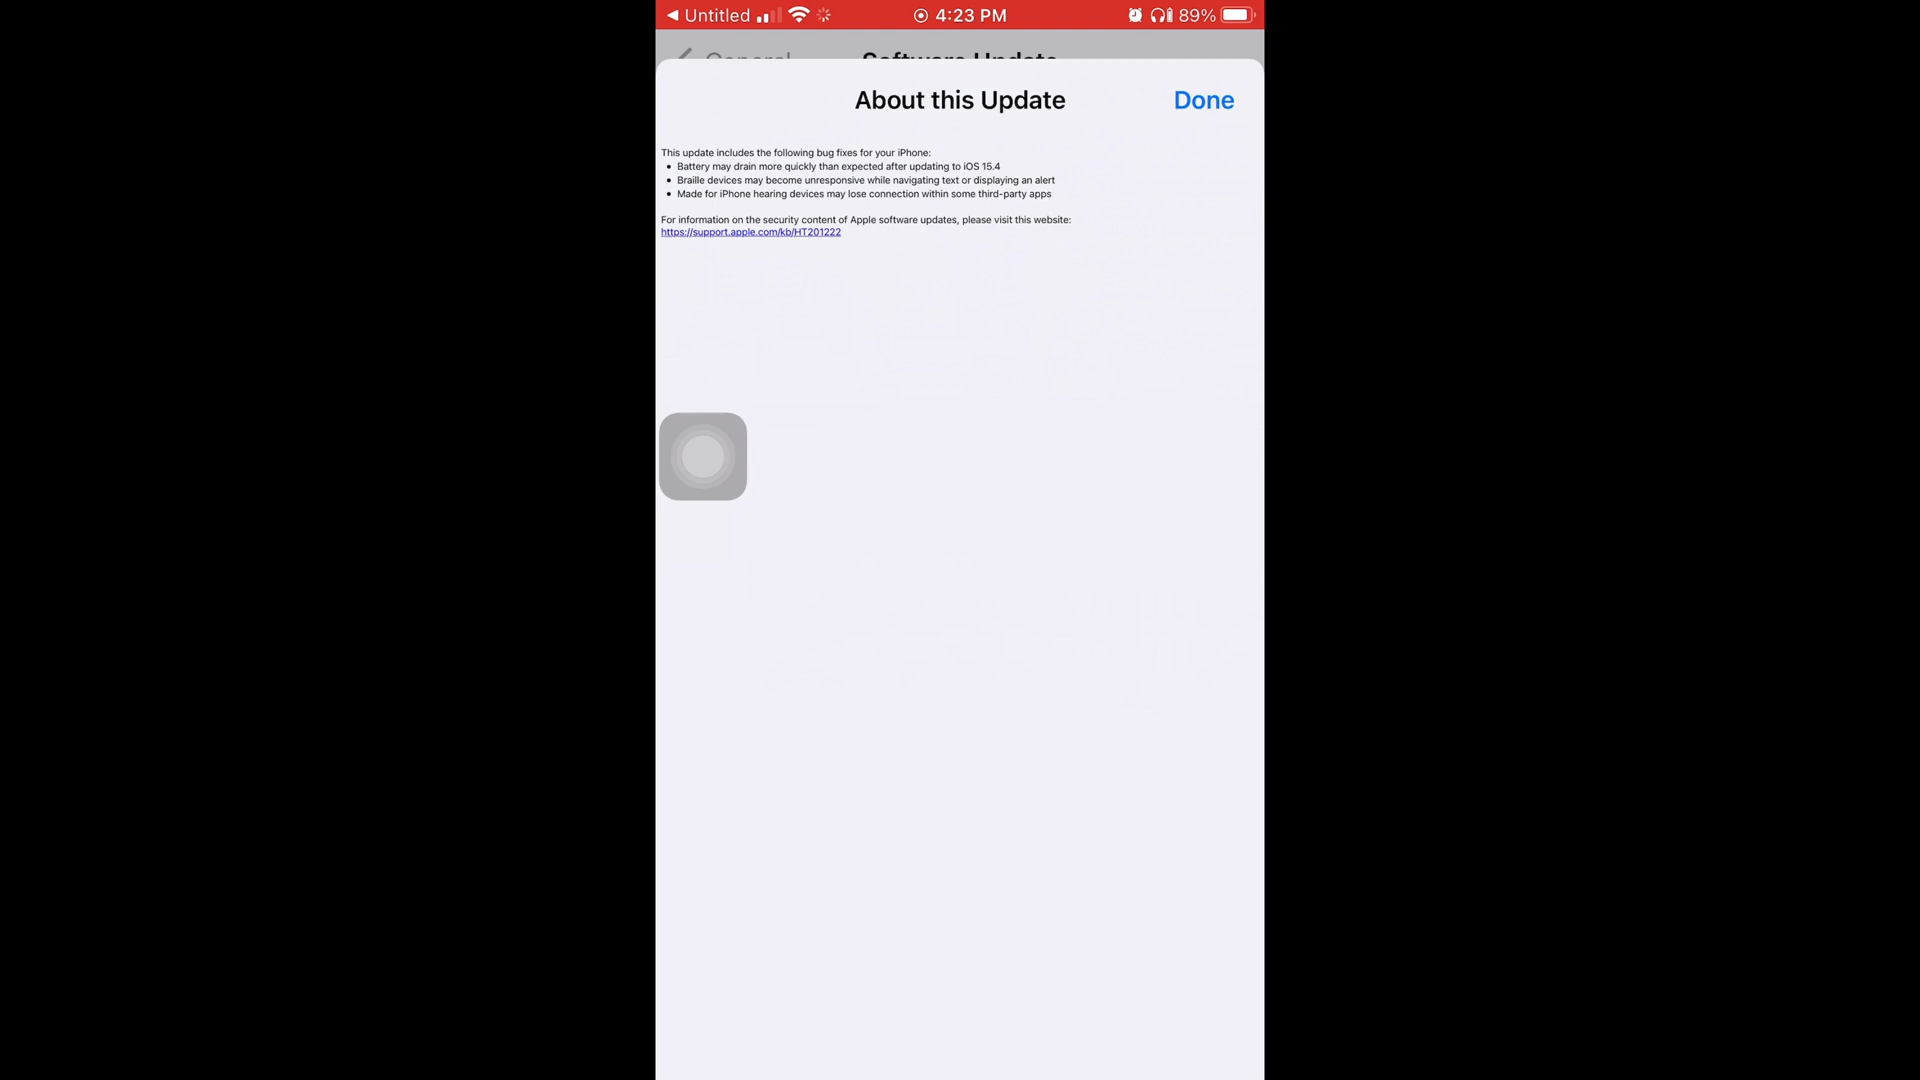 ◀ Untitled 4:23 PM 89%
General Software Update
About this Update Done
This update includes the following bug fixes for your iPhone:
• Battery may drain more quickly than expected after updating to iOS 15.4
• Braille devices may become unresponsive while navigating text or displaying an alert
• Made for iPhone hearing devices may lose connection within some third-party apps
For information on the security content of Apple software updates, please visit this website:
https://support.apple.com/kb/HT201222